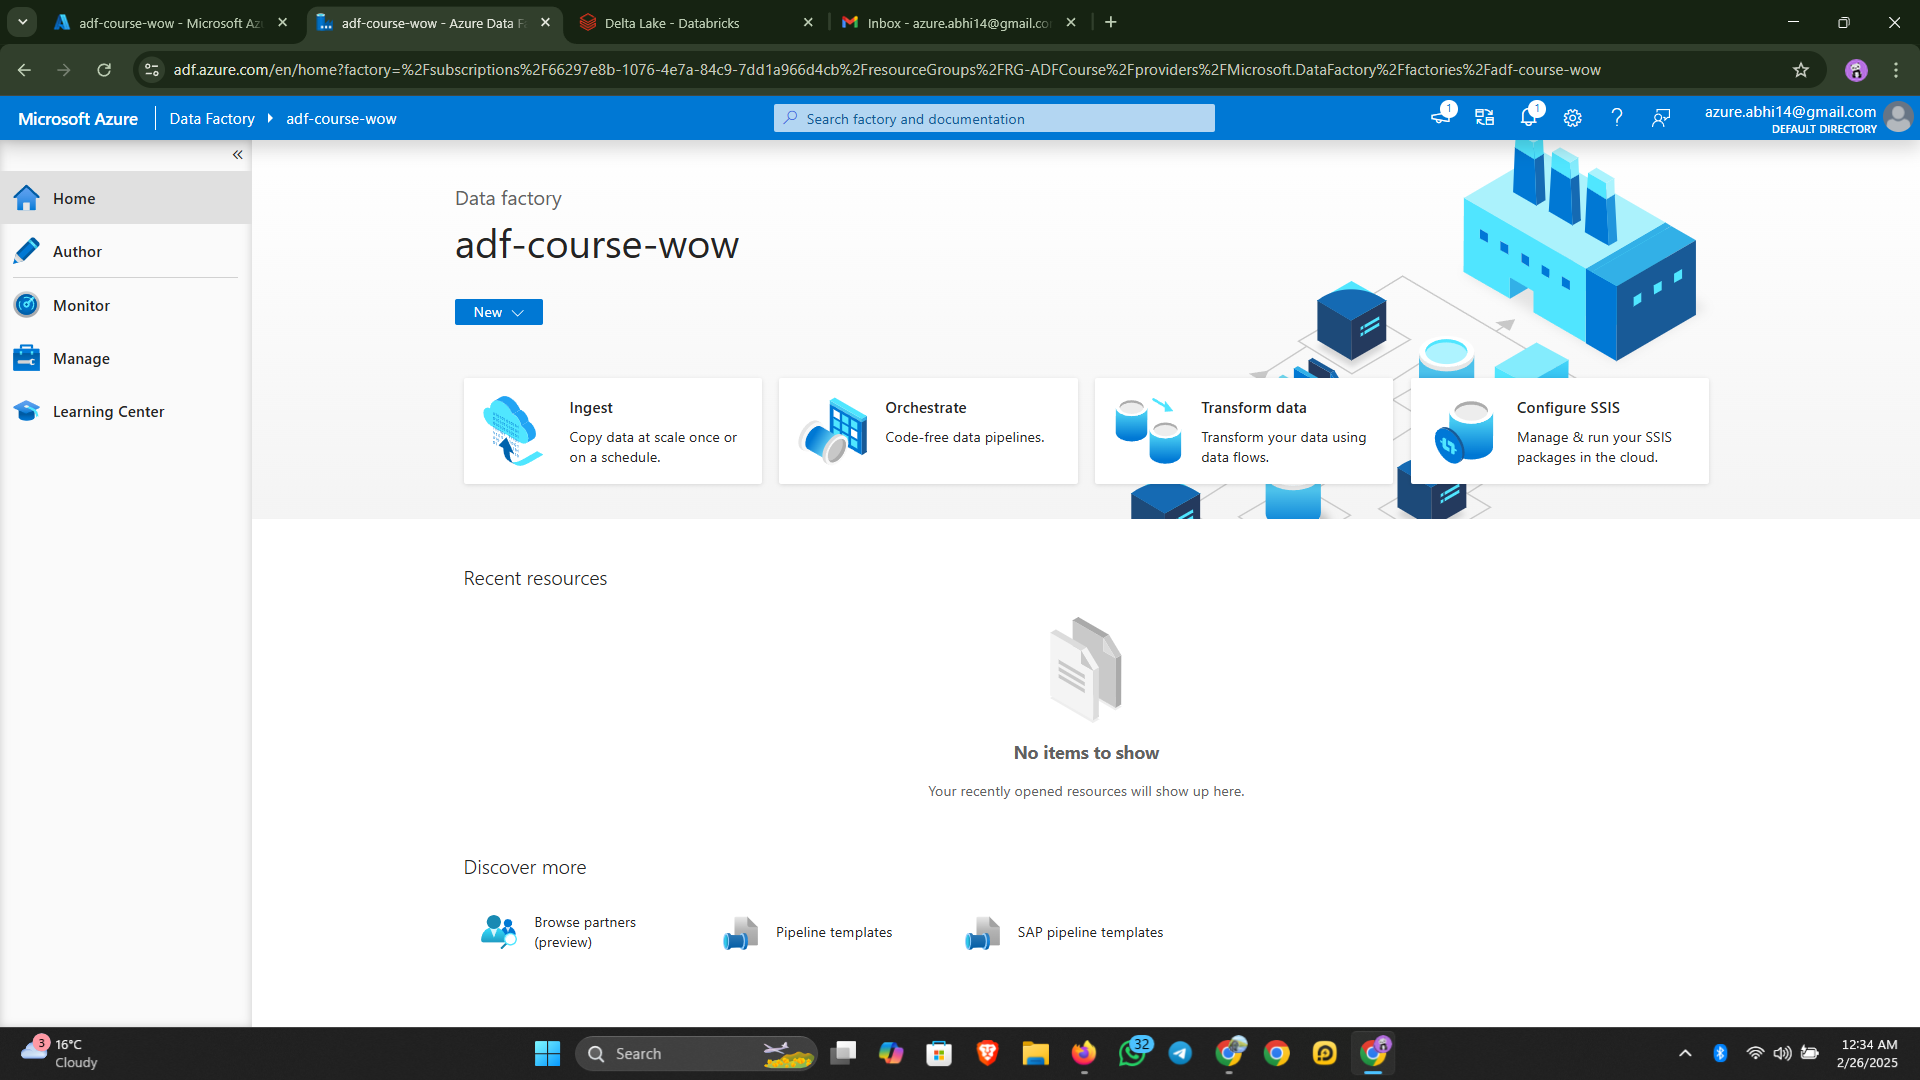 adf-course-wow - Microsoft Az
adf-course-wow - Azure Data F
Delta Lake - Databricks
Inbox - azure.abhi14@gmail.co
adf.azure.com/en/home?factory=%2Fsubscriptions%2F66297e8b-1076-4e7a-84c9-7dd1a966d4cb%2FresourceGroups%2FRG-ADFCourse%2Fproviders%2FMicrosoft.DataFactory%2Ffactories%2Fadf-course-wow
Microsoft Azure
Data Factory
adf-course-wow
Search factory and documentation
1
1
azure.abhi14@gmail.com
DEFAULT DIRECTORY
Home
Author
Monitor
Manage
Learning Center
Data factory
adf-course-wow
New
Ingest
Copy data at scale once or
on a schedule.
Orchestrate
Code-free data pipelines.
Transform data
Transform your data using
data flows.
Configure SSIS
Manage & run your SSIS
packages in the cloud.
Recent resources
No items to show
Your recently opened resources will show up here.
Discover more
Browse partners
(preview)
Pipeline templates
SAP pipeline templates
3
16°C
Cloudy
Search
32
12:34 AM
2/26/2025